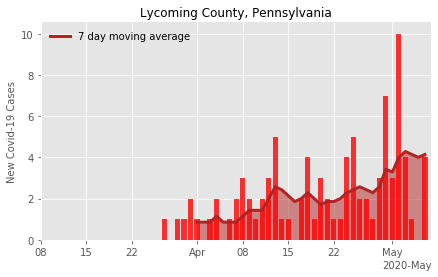 Lycoming County, Pennsylvania
7 day moving average
New Covid-19 Cases
10
8
6
4
2
0
08 15 22 Apr 08 15 22 May
2020-May